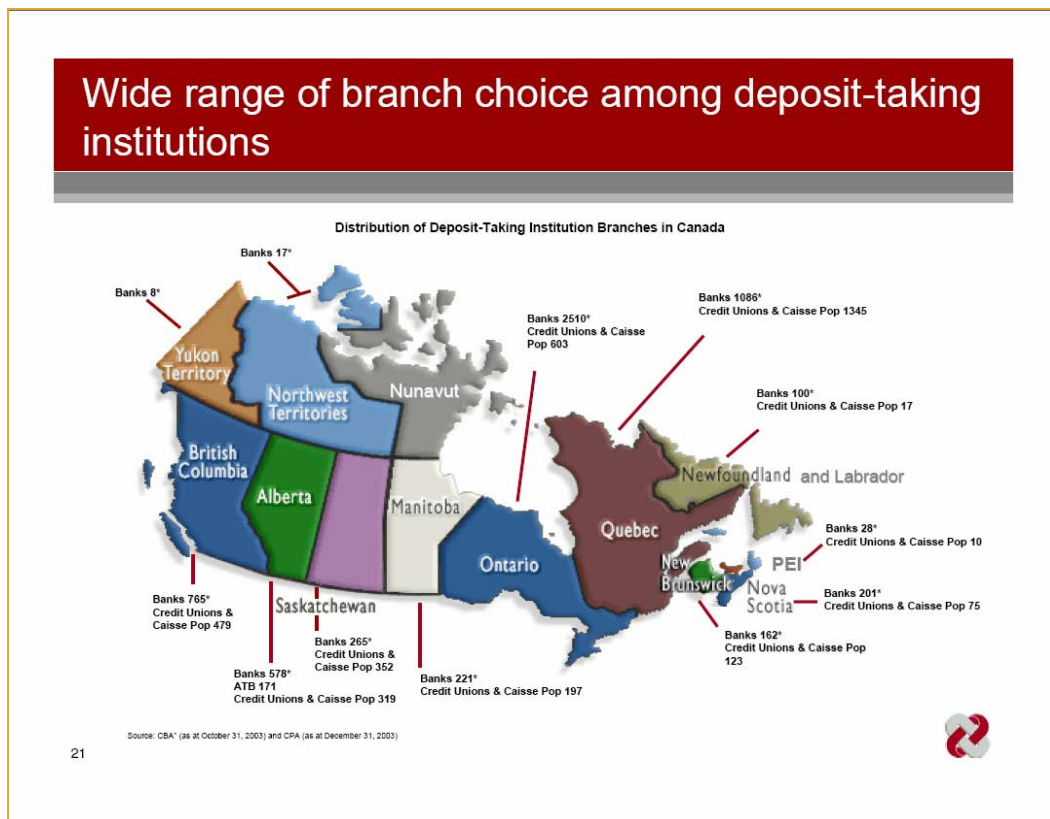 Wide range of branch choice among deposit-taking
institutions
Distribution of Deposit-Taking Institution Branches in Canada
Banks 17*
Banks 8*
Banks 2510*
Credit Unions & Caisse
Pop 603
Banks 1086*
Credit Unions & Caisse Pop 1345
Banks 100*
Credit Unions & Caisse Pop 17
Yukon
Territory
Northwest
Territories
Nunavut
British
Columbia
Alberta
Manitoba
Ontario
Quebec
Newfoundland and Labrador
Banks 28*
Credit Unions & Caisse Pop 10
PEI
New
Brunswick
Nova
Scotia
Banks 201*
Credit Unions & Caisse Pop 75
Banks 765*
Credit Unions &
Caisse Pop 479
Saskatchewan
Banks 265*
Credit Unions &
Caisse Pop 352
Banks 162*
Credit Unions & Caisse Pop
123
Banks 578*
ATB 171
Credit Unions & Caisse Pop 319
Banks 221*
Credit Unions & Caisse Pop 197
Source: CBA* (as at October 31, 2003) and CPA (as at December 31, 2003)
21